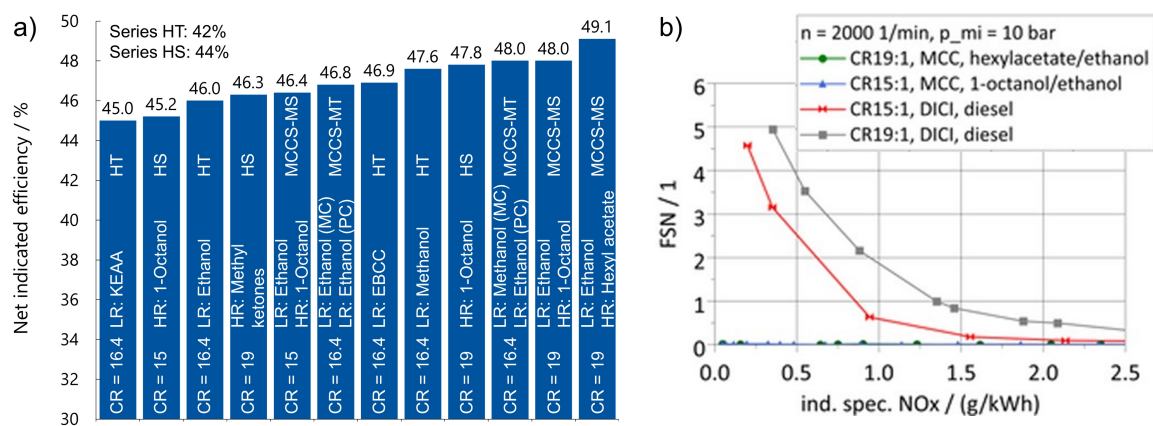 a)
Net indicated efficiency / %
50
48
46
44
42
40
38
36
34
32
30
Series HT: 42%
Series HS: 44%
45.0
45.2
46.0
46.3
46.4
46.8
46.9
47.6
47.8
48.0
48.0
49.1
CR = 16.4 LR: KEAA HT
CR = 15 HR: 1-Octanol HS
CR = 16.4 LR: Ethanol HT
CR = 19 HR: Methyl HS
ketones
CR = 15 LR: Ethanol MCCS-MS
HR: 1-Octanol
CR = 16.4 LR: Ethanol (MC) MCCS-MT
LR: Ethanol (PC)
CR = 16.4 LR: EBCC HT
CR = 16.4 LR: Methanol HT
CR = 19 HR: 1-Octanol HS
CR = 16.4 LR: Methanol (MC) MCCS-MT
LR: Ethanol (PC)
CR = 19 LR: Ethanol MCCS-MS
HR: 1-Octanol
CR = 19 LR: Ethanol MCCS-MS
HR: Hexyl acetate
b)
n = 2000 1/min, p_mi = 10 bar
CR19:1, MCC, hexylacetate/ethanol
CR15:1, MCC, 1-octanol/ethanol
CR15:1, DICI, diesel
CR19:1, DICI, diesel
FSN / 1
6
5
4
3
2
1
0
0.0 0.5 1.0 1.5 2.0 2.5
ind. spec. NOx / (g/kWh)